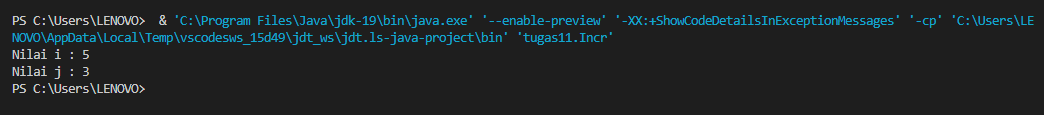 PS C:\Users\LENOVO>  & 'C:\Program Files\Java\jdk-19\bin\java.exe' '--enable-preview' '-XX:+ShowCodeDetailsInExceptionMessages' '-cp' 'C:\Users\LE
NOVO\AppData\Local\Temp\vscodesws_15d49\jdt_ws\jdt.ls-java-project\bin' 'tugas11.Incr'
Nilai i : 5
Nilai j : 3
PS C:\Users\LENOVO>